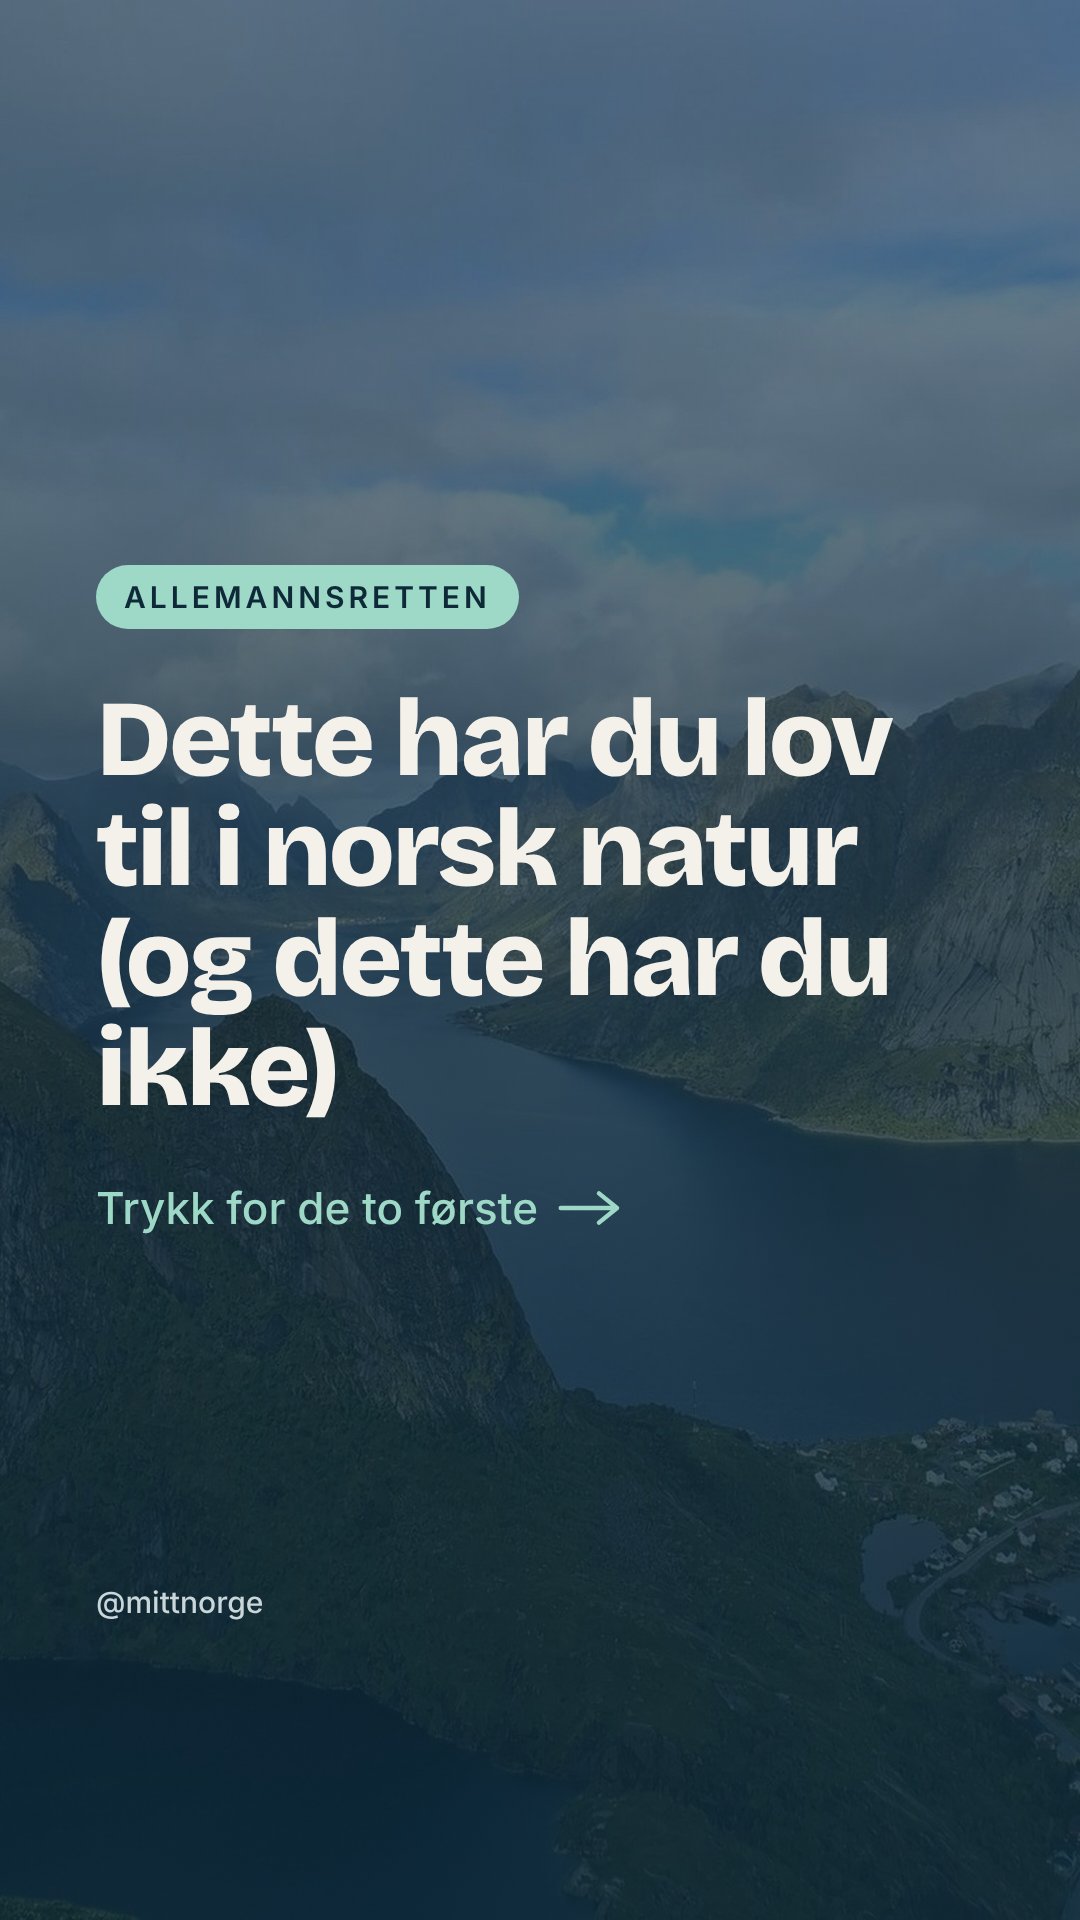 ALLEMANNSRETTEN
Dette har du lov
til i norsk natur
(og dette har du
ikke)
Trykk for de to første →
@mittnorge